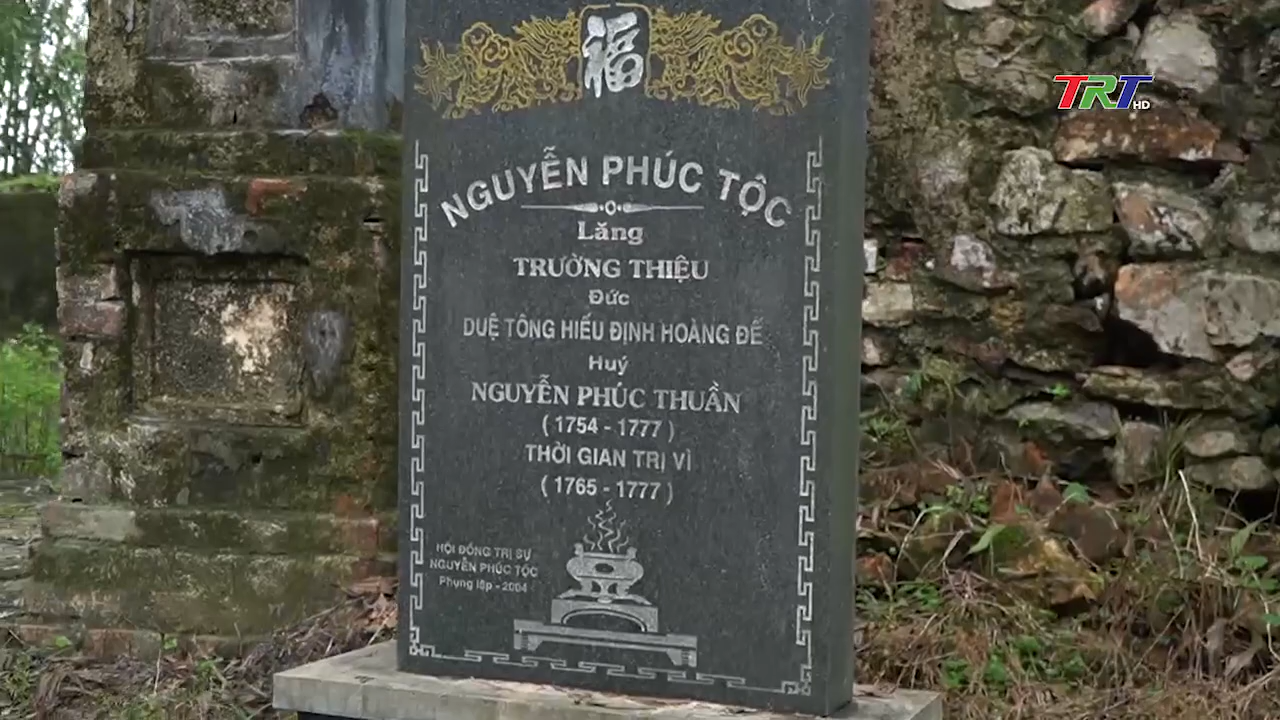 福
TRT HD
NGUYỄN PHÚC TỘC
Lăng
TRƯỜNG THIỆU
Đức
DUỆ TÔNG HIẾU ĐỊNH HOÀNG ĐẾ
Huý
NGUYỄN PHÚC THUẦN
( 1754 - 1777 )
THỜI GIAN TRỊ VÌ
( 1765 - 1777 )
HỘI ĐỒNG TRỊ SỰ
NGUYỄN PHÚC TỘC
Phụng lập - 2004